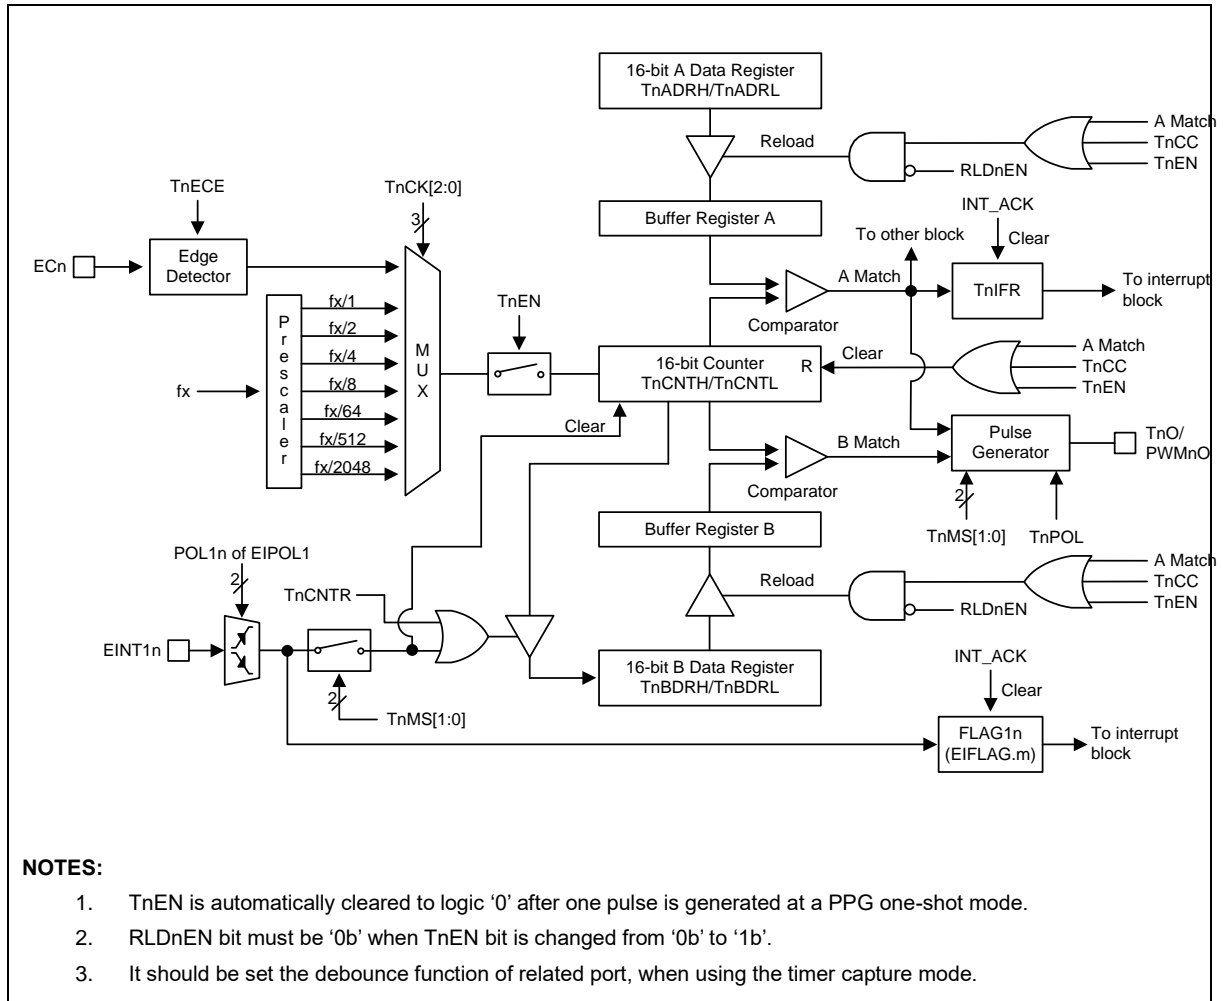 16-bit A Data Register
TnADRH/TnADRL
Reload
A Match
TnCC
TnEN
RLDnEN
TnECE
TnCK[2:0]
3
Buffer Register A
INT_ACK
Clear
To other block
ECn
Edge
Detector
A Match
TnIFR
To interrupt
block
Comparator
TnEN
Prescaler
fx/1
fx/2
fx/4
fx/8
fx/64
fx/512
fx/2048
MUX
fx
16-bit Counter
TnCNTH/TnCNTL
R
Clear
A Match
TnCC
TnEN
Clear
B Match
Comparator
Pulse
Generator
TnO/
PWMnO
2
TnMS[1:0]
TnPOL
Buffer Register B
POL1n of EIPOL1
2
TnCNTR
Reload
A Match
TnCC
TnEN
RLDnEN
EINT1n
2
TnMS[1:0]
16-bit B Data Register
TnBDRH/TnBDRL
INT_ACK
Clear
FLAG1n
(EIFLAG.m)
To interrupt
block
NOTES:
1. TnEN is automatically cleared to logic ‘0’ after one pulse is generated at a PPG one-shot mode.
2. RLDnEN bit must be ‘0b’ when TnEN bit is changed from ‘0b’ to ‘1b’.
3. It should be set the debounce function of related port, when using the timer capture mode.